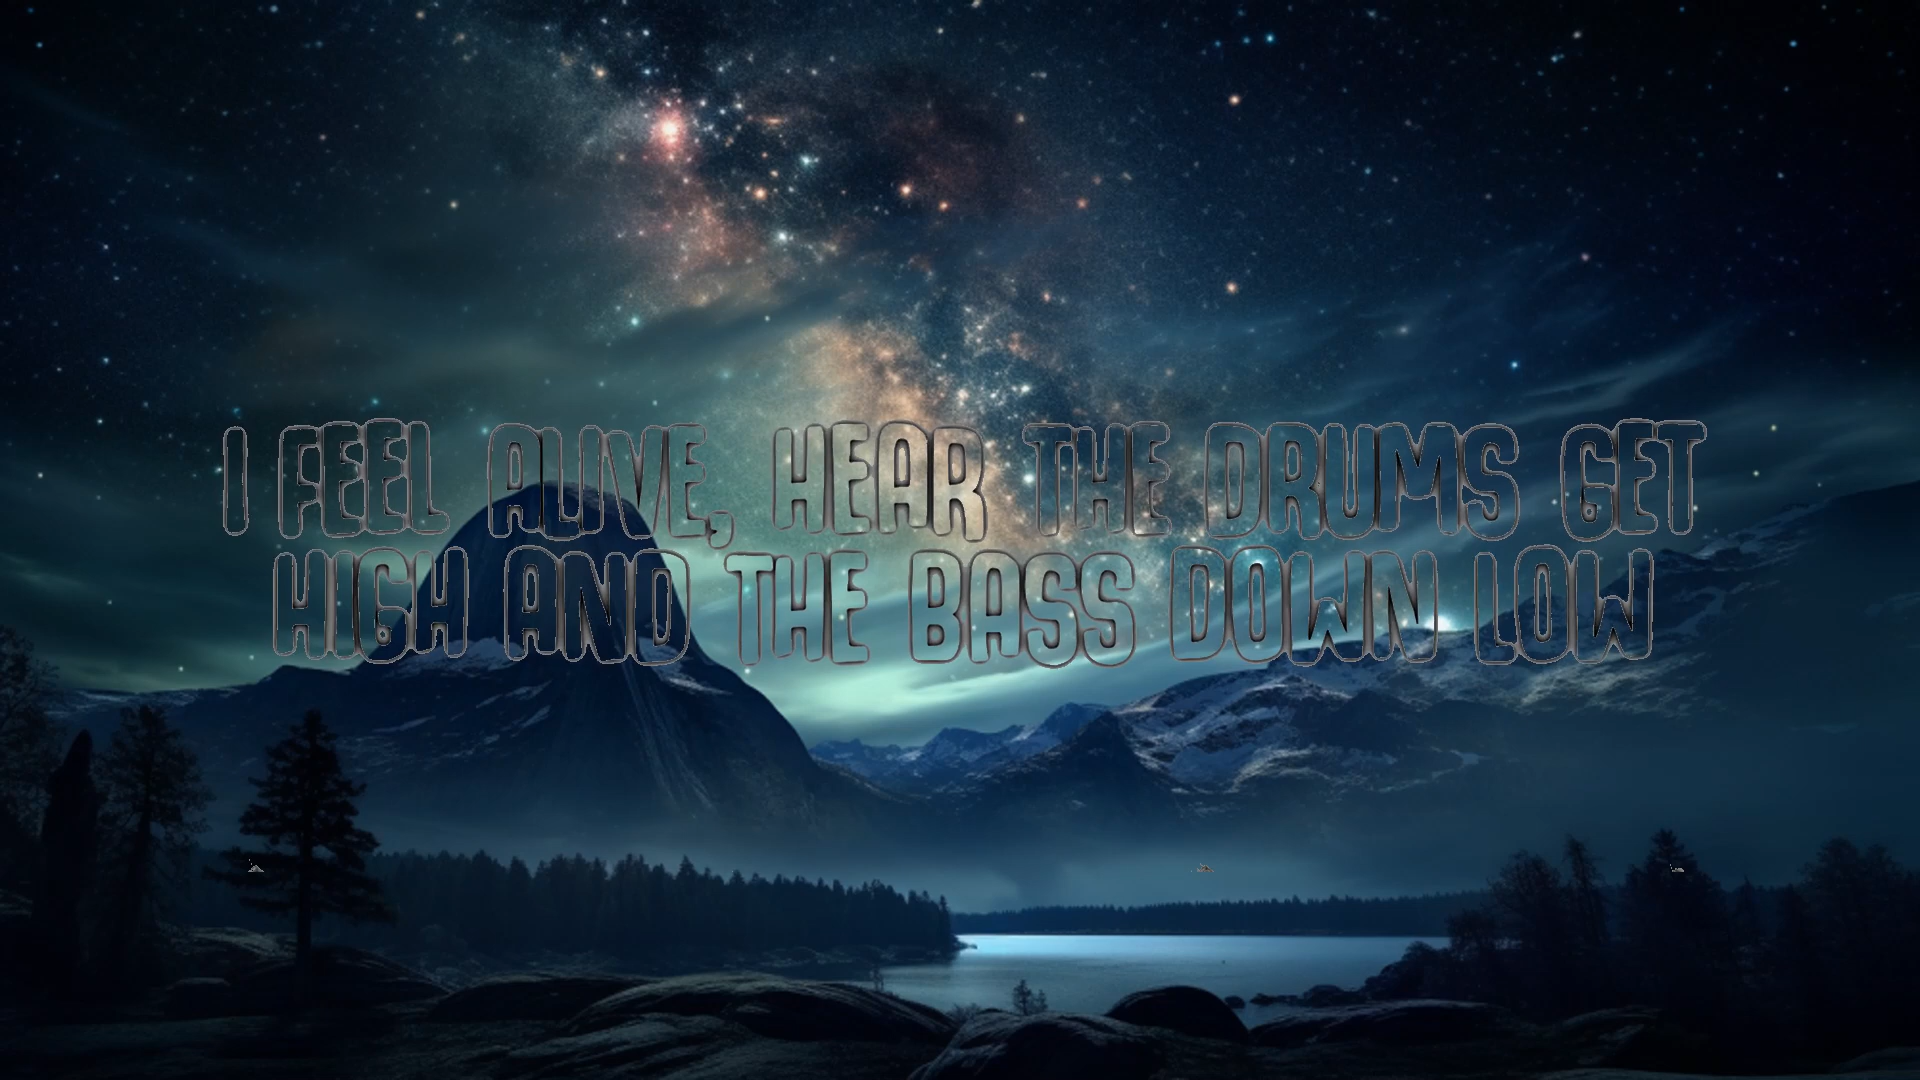 I FEEL ALIVE, HEAR THE DRUMS GET
HIGH AND THE BASS DOWN LOW